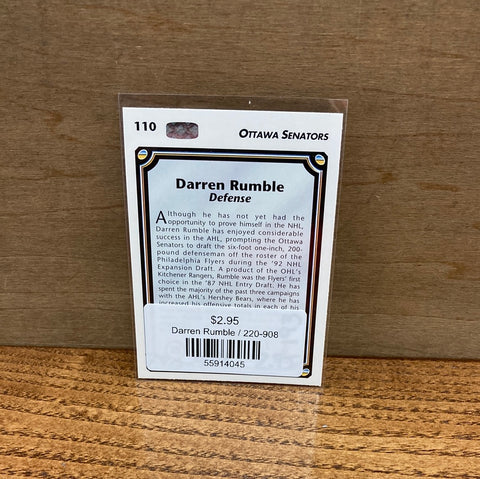 110
OTTAWA SENATORS
Darren Rumble
Defense
Although he has not yet had the
opportunity to prove himself in the NHL,
Darren Rumble has enjoyed considerable
success in the AHL, prompting the Ottawa
Senators to draft the six-foot one-inch, 200-
pound defenseman off the roster of the
Philadelphia Flyers during the '92 NHL
Expansion Draft. A product of the OHL's
Kitchener Rangers, Rumble was the Flyers' first
choice in the '87 NHL Entry Draft. He has
spent the majority of the past three campaigns
with the AHL's Hershey Bears, where he has
increased his offensive totals in each of his
$2.95
Darren Rumble / 220-908
55914045